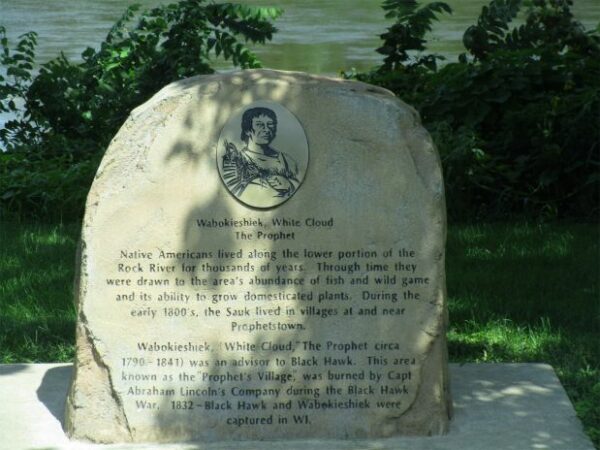 Wabokieshiek, White Cloud
The Prophet
Native Americans lived along the lower portion of the
Rock River for thousands of years. Through time they
were drawn to the area's abundance of fish and wild game
and its ability to grow domesticated plants. During the
early 1800's, the Sauk lived in villages at and near
Prophetstown.
Wabokieshiek, (White Cloud, "The Prophet circa
1790-1841) was an advisor to Black Hawk. This area
known as the "Prophet's Village, was burned by Capt
Abraham Lincoln's Company during the Black Hawk
War. 1832-Black Hawk and Wabokieshiek were
captured in WI.